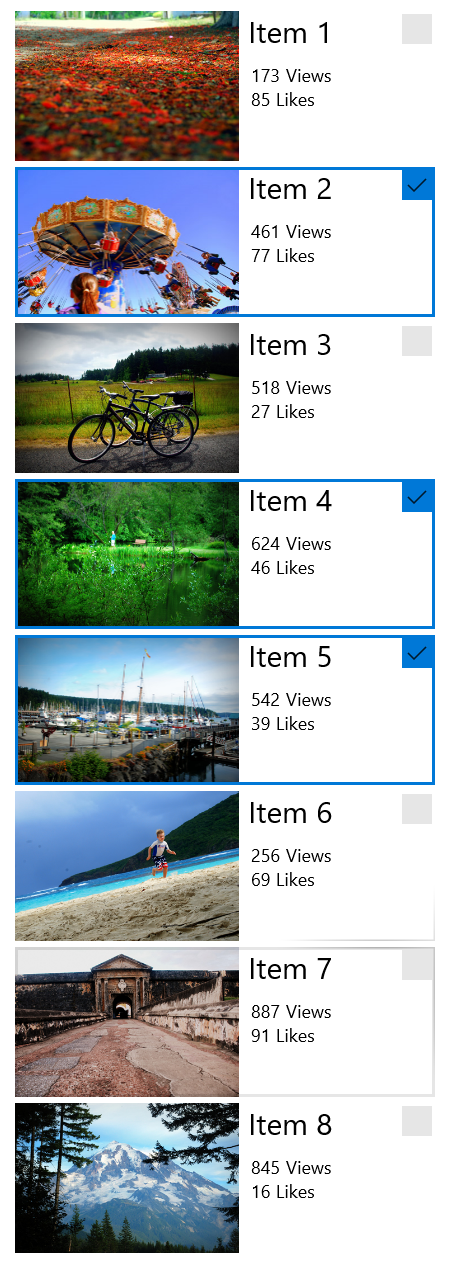 Item 1
173 Views
85 Likes
Item 2
461 Views
77 Likes
Item 3
518 Views
27 Likes
Item 4
624 Views
46 Likes
Item 5
542 Views
39 Likes
Item 6
256 Views
69 Likes
Item 7
887 Views
91 Likes
Item 8
845 Views
16 Likes